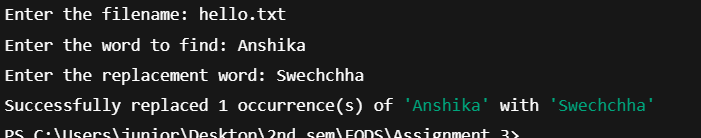 Enter the filename: hello.txt
Enter the word to find: Anshika
Enter the replacement word: Swechchha
Successfully replaced 1 occurrence(s) of 'Anshika' with 'Swechchha'
PS C:\Users\junior\Desktop\2nd sem\FODS\Assignment 3>